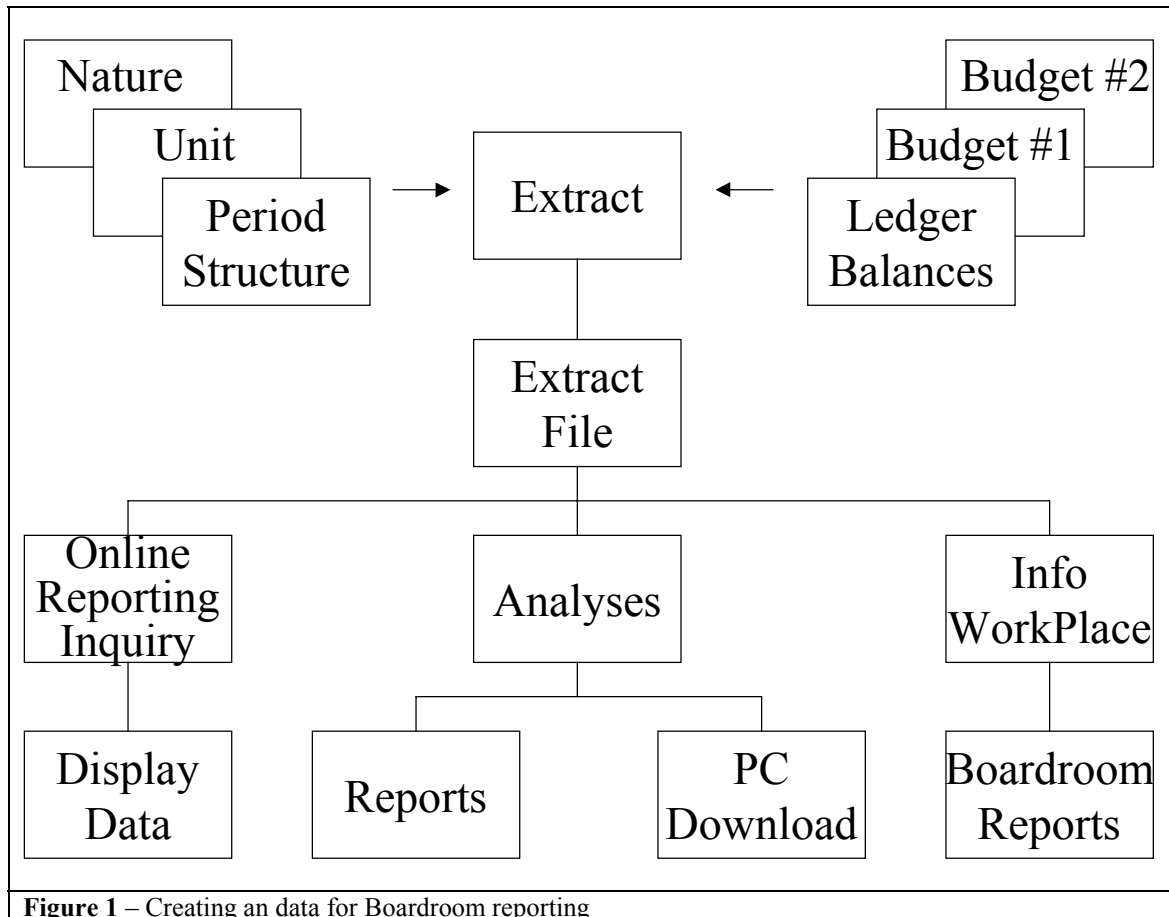 Nature
Unit
Period
Structure
Extract
Budget #2
Budget #1
Ledger
Balances
Extract
File
Online
Reporting
Inquiry
Analyses
Info
WorkPlace
Display
Data
Reports
PC
Download
Boardroom
Reports
Figure 1 – Creating an data for Boardroom reporting